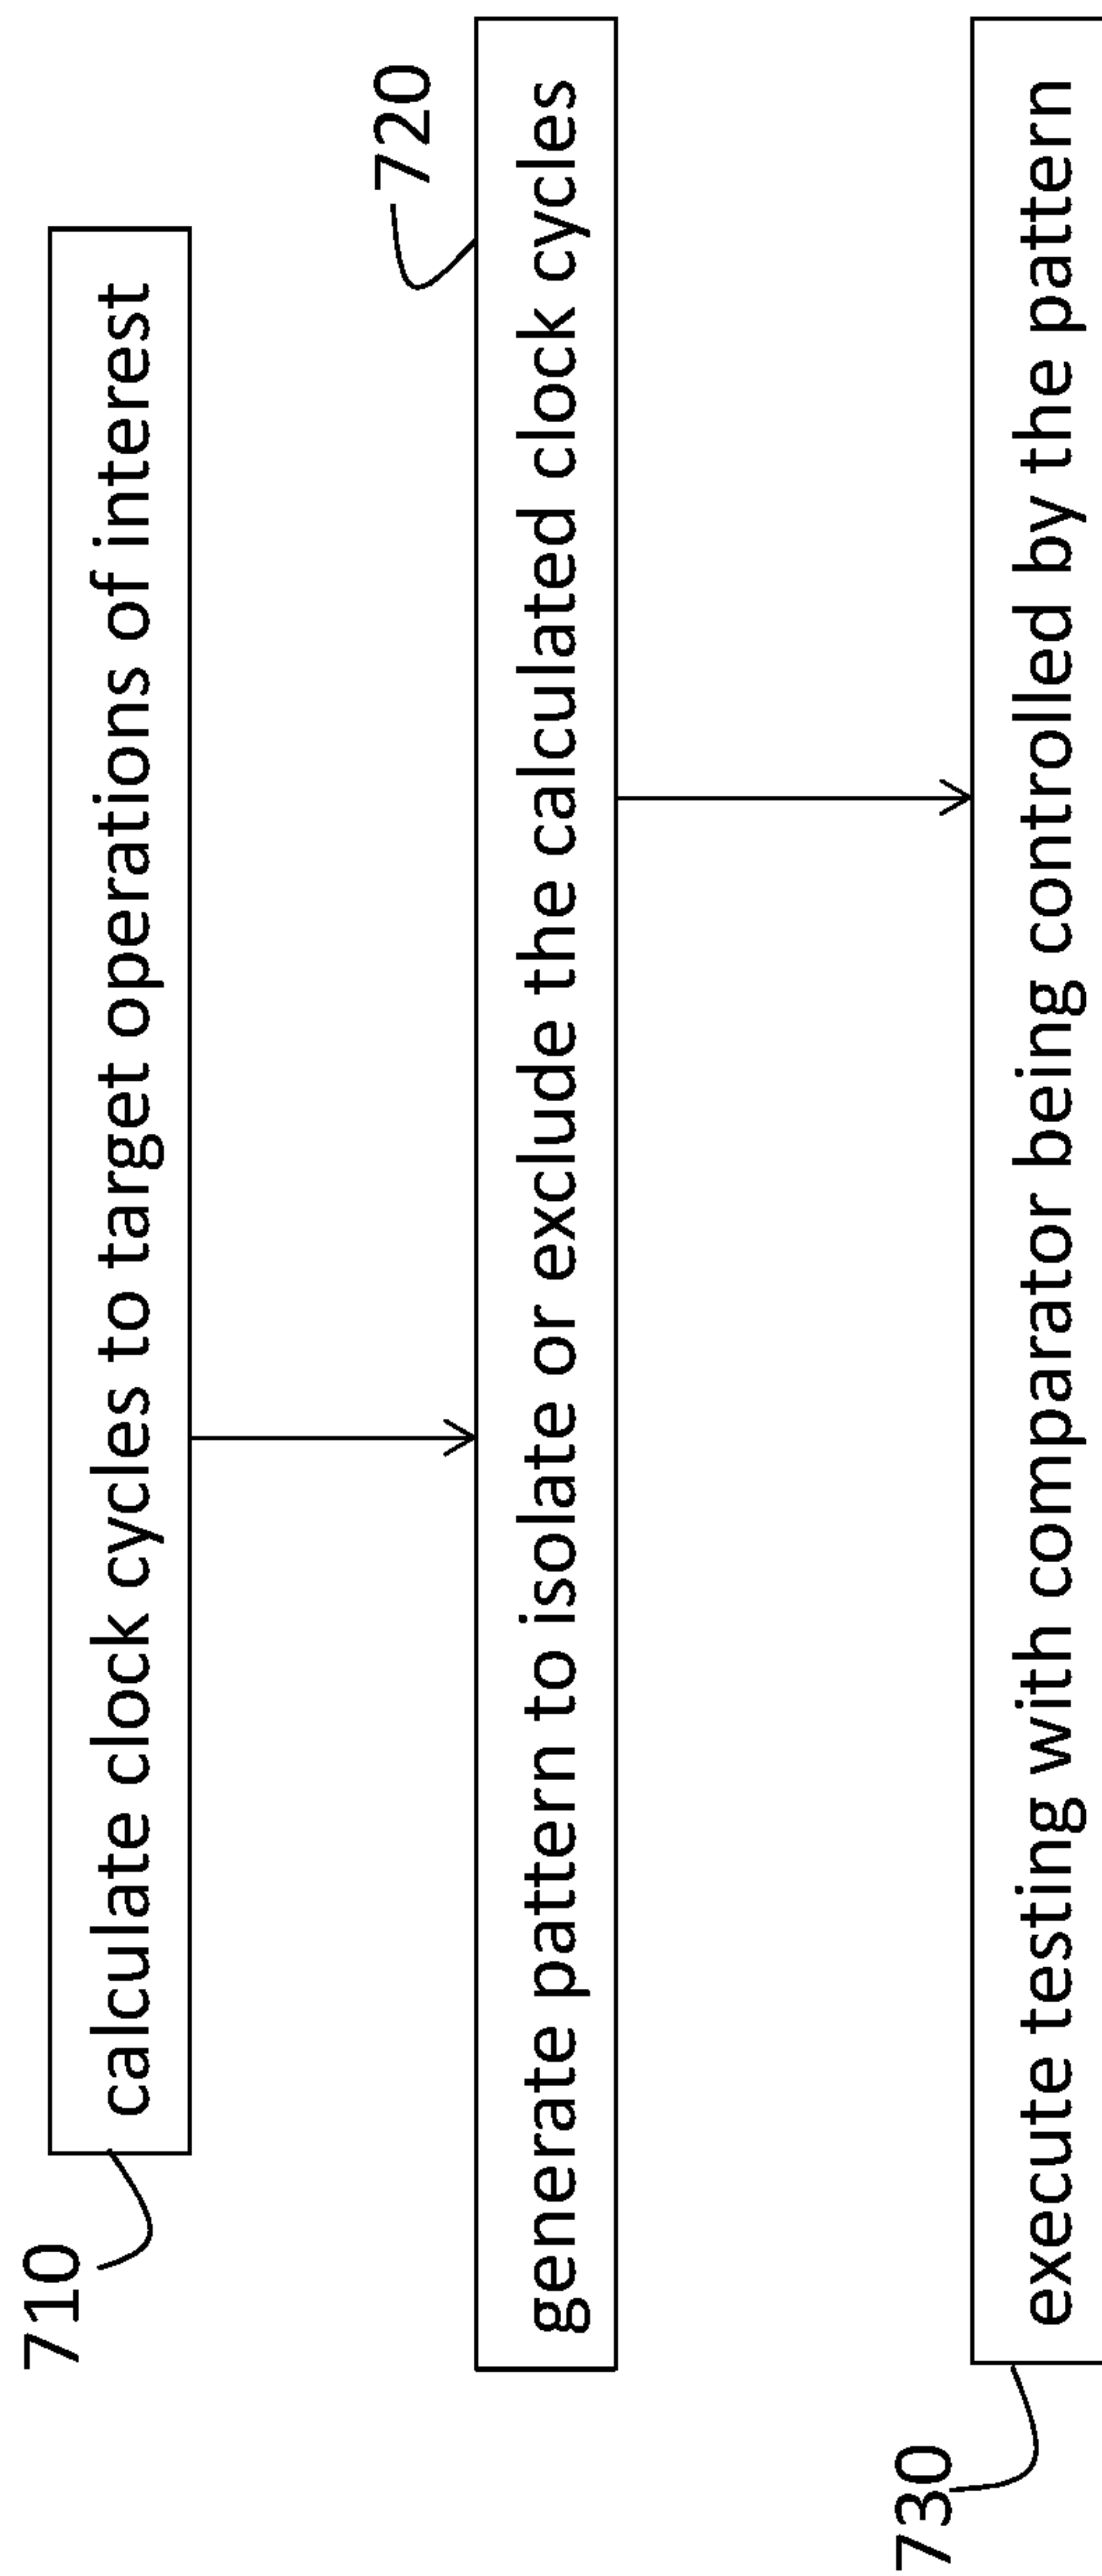 710
calculate clock cycles to target operations of interest
720
generate pattern to isolate or exclude the calculated clock cycles
730
execute testing with comparator being controlled by the pattern